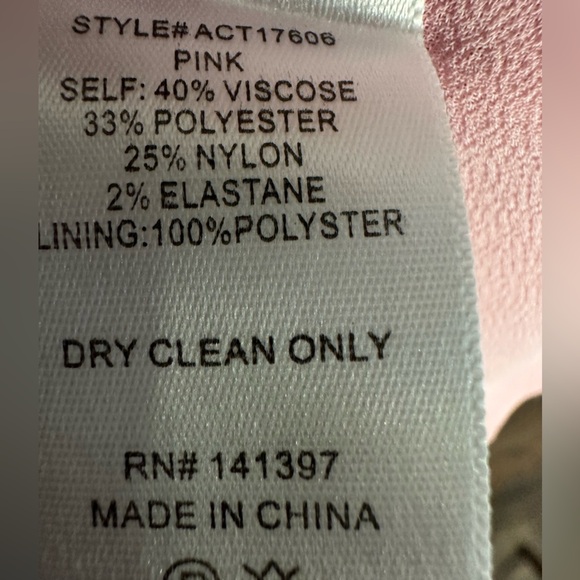 STYLE#ACT17606
PINK
SELF: 40% VISCOSE
33% POLYESTER
25% NYLON
2% ELASTANE
LINING:100%POLYSTER
DRY CLEAN ONLY
RN# 141397
MADE IN CHINA